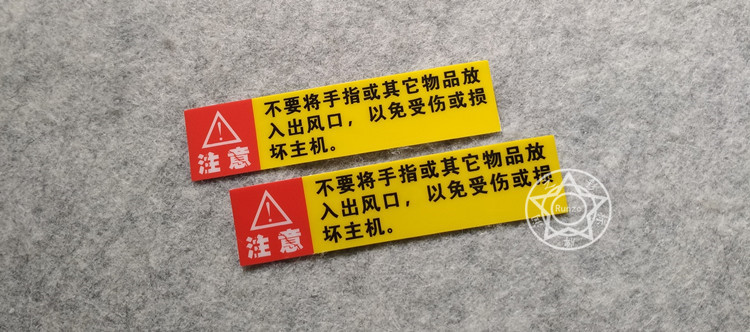 注意
不要将手指或其它物品放
入出风口，以免受伤或损
坏主机。
注意
不要将手指或其它物品放
入出风口，以免受伤或损
坏主机。
Runto